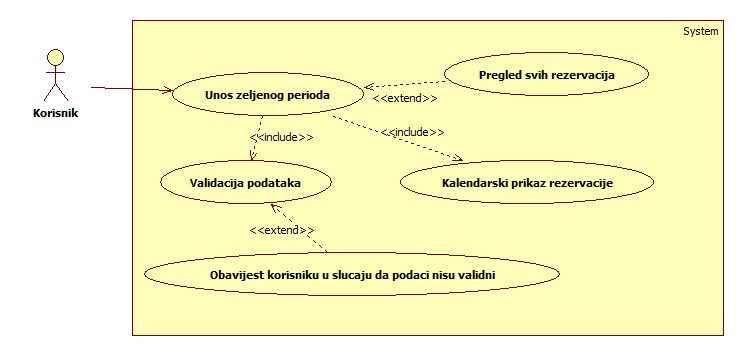 System
Pregled svih rezervacija
Unos zeljenog perioda
<<extend>>
Korisnik
<<include>>
<<include>>
Validacija podataka
Kalendarski prikaz rezervacije
<<extend>>
Obavijest korisniku u slucaju da podaci nisu validni